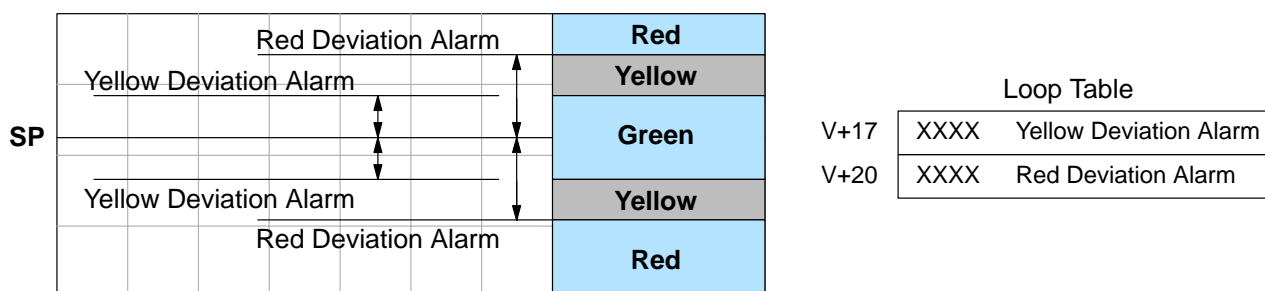 Red Deviation Alarm
Red
Yellow Deviation Alarm
Yellow
SP
Green
Yellow Deviation Alarm
Yellow
Red Deviation Alarm
Red
Loop Table
V+17 XXXX Yellow Deviation Alarm
V+20 XXXX Red Deviation Alarm